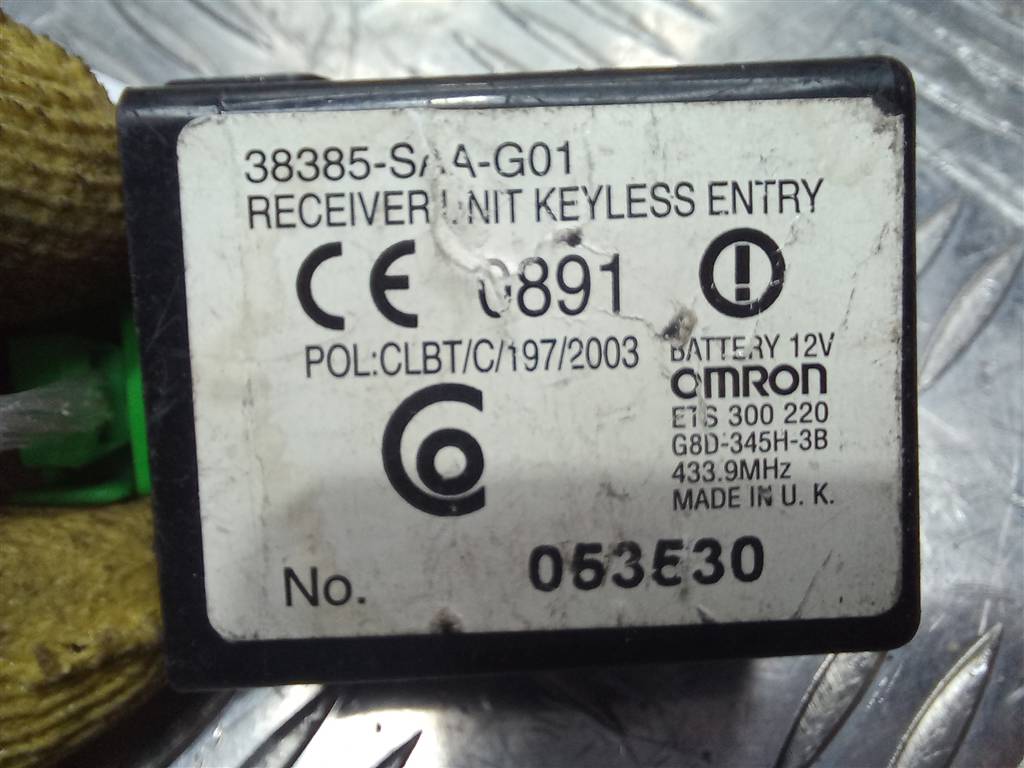 38385-SAA-G01
RECEIVER UNIT KEYLESS ENTRY
CE 0891
POL:CLBT/C/197/2003
BATTERY 12V
OMRON
ETS 300 220
G8D-345H-3B
433.9MHz
MADE IN U. K.
No.